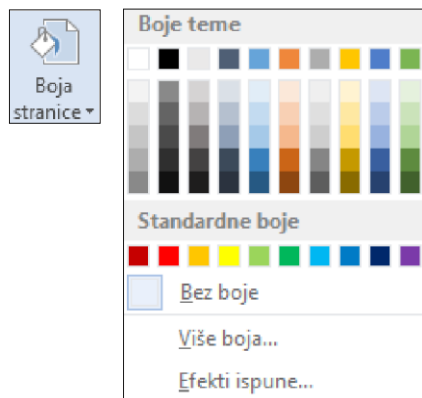 Boja
stranice
Boje teme
Standardne boje
Bez boje
Više boja...
Efekti ispune...